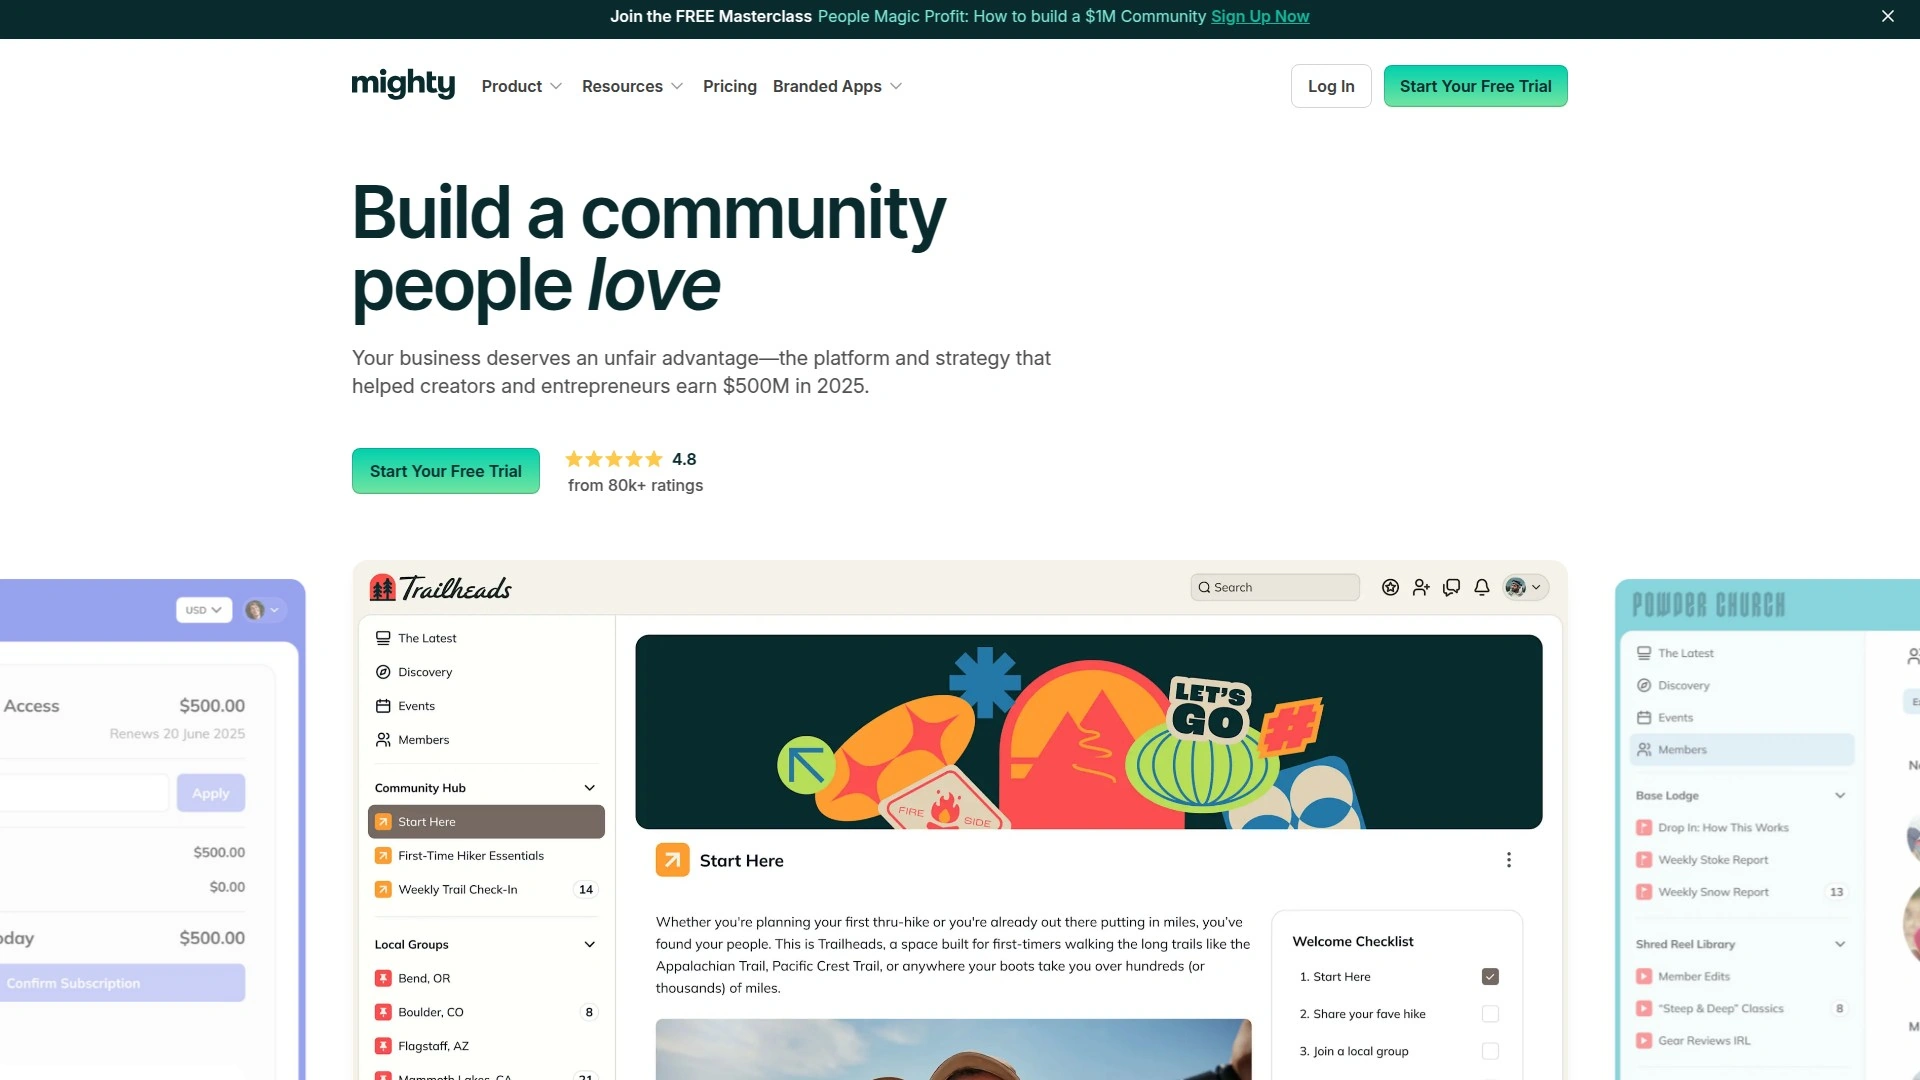 Join the FREE Masterclass People Magic Profit: How to build a $1M Community Sign Up Now
mighty
Product
Resources
Pricing
Branded Apps
Log In
Start Your Free Trial
Build a community
people love
Your business deserves an unfair advantage—the platform and strategy that
helped creators and entrepreneurs earn $500M in 2025.
Start Your Free Trial
4.8
from 80k+ ratings
USD
Access
$500.00
Renews 20 June 2025
Apply
$500.00
$0.00
$500.00
Confirm Subscription
Trailheads
Search
The Latest
Discovery
Events
Members
Community Hub
Start Here
First-Time Hiker Essentials
Weekly Trail Check-In 14
Local Groups
Bend, OR
Boulder, CO 8
Flagstaff, AZ
Mammoth Lakes, CA 21
LET'S
GO
#
FIRE SIDE
Start Here
Whether you're planning your first thru-hike or you're already out there putting in miles, you've
found your people. This is Trailheads, a space built for first-timers walking the long trails like the
Appalachian Trail, Pacific Crest Trail, or anywhere your boots take you over hundreds (or
thousands) of miles.
Welcome Checklist
1. Start Here
2. Share your fave hike
3. Join a local group
POWDER CHURCH
The Latest
Discovery
Events
Members
Base Lodge
Drop In: How This Works
Weekly Stoke Report
Weekly Snow Report 13
Shred Reel Library
Member Edits
“Steep & Deep” Classics 8
Gear Reviews IRL